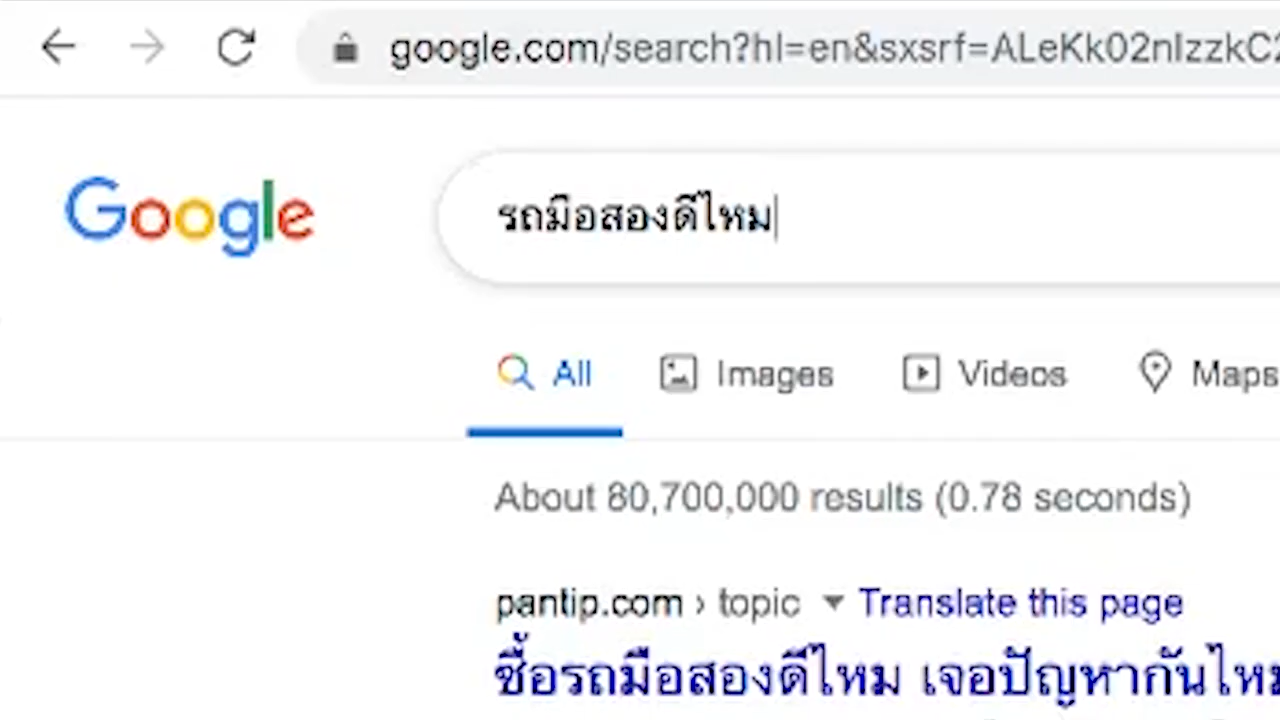 google.com/search?hl=en&sxsrf=ALeKk02nIzzkC
Google
รถมือสองดีไหม
All Images Videos Maps
About 80,700,000 results (0.78 seconds)
pantip.com › topic ▼ Translate this page
ซื้อรถมือสองดีไหม เจอปัญหากันไหม